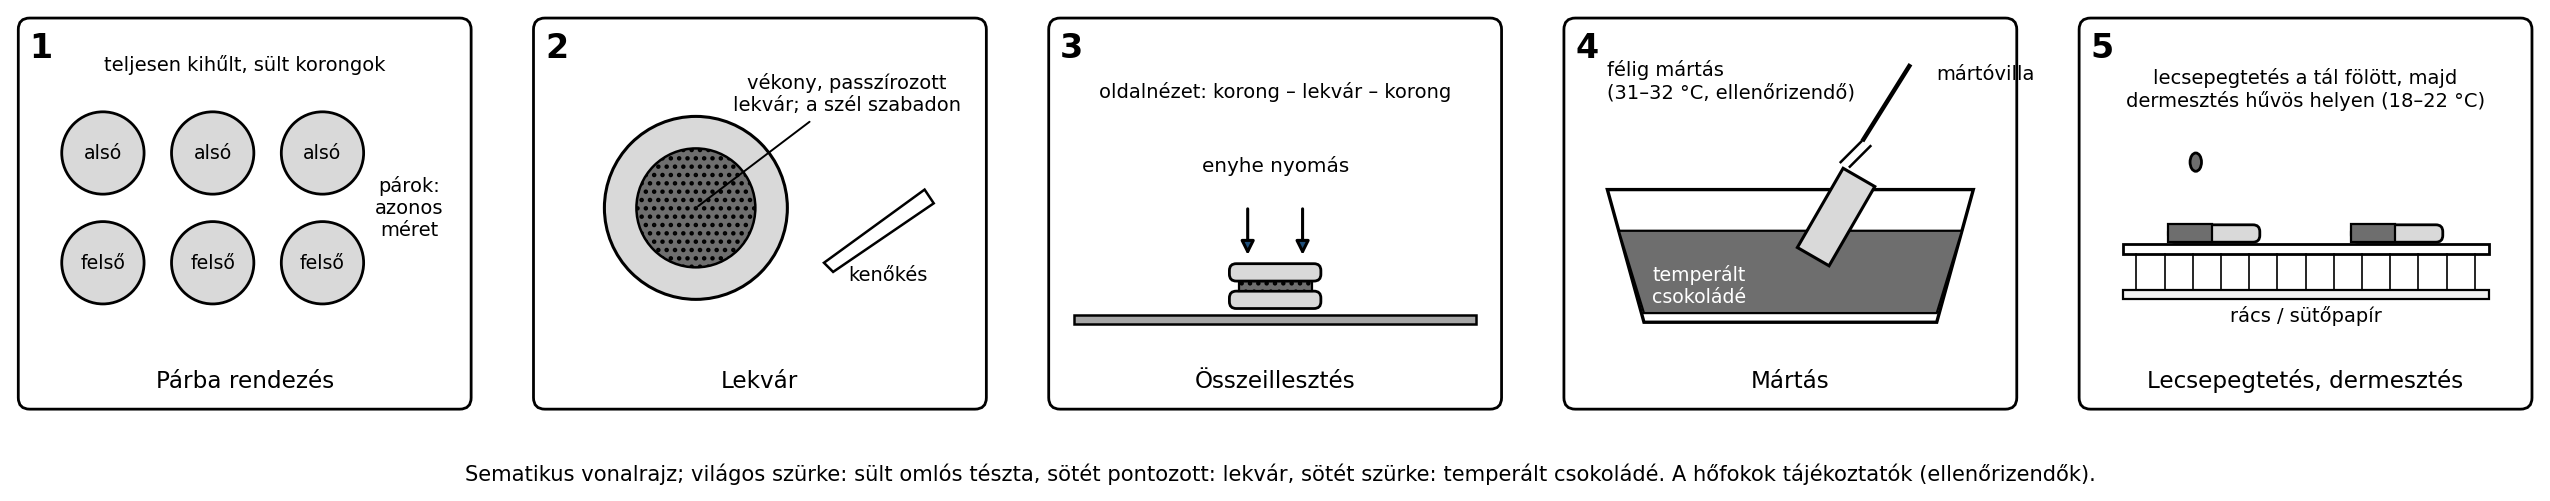 1
teljesen kihűlt, sült korongok
alsó alsó alsó
párok:
azonos
méret
felső felső felső
Párba rendezés
2
vékony, passzírozott
lekvár; a szél szabadon
kenőkés
Lekvár
3
oldalnézet: korong – lekvár – korong
enyhe nyomás
Összeillesztés
4
félig mártás
(31–32 °C, ellenőrizendő)
mártóvilla
temperált
csokoládé
Mártás
5
lecsepegtetés a tál fölött, majd
dermesztés hűvös helyen (18–22 °C)
rács / sütőpapír
Lecsepegtetés, dermesztés
Sematikus vonalrajz; világos szürke: sült omlós tészta, sötét pontozott: lekvár, sötét szürke: temperált csokoládé. A hőfokok tájékoztatók (ellenőrizendők).